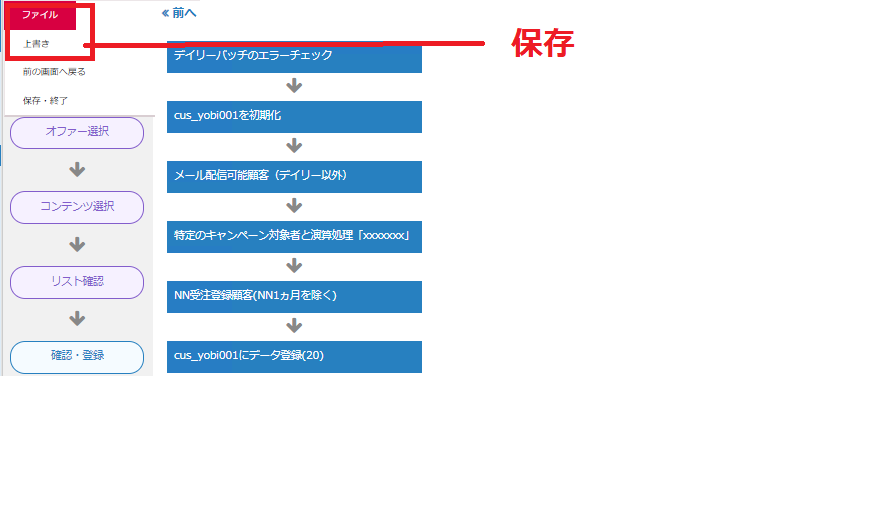 ファイル
上書き
前の画面へ戻る
保存・終了
オファー選択
コンテンツ選択
リスト確認
確認・登録
≪ 前へ
デイリーバッチのエラーチェック
cus_yobi001を初期化
メール配信可能顧客（デイリー以外）
特定のキャンペーン対象者と演算処理「xxxxxxx」
NN受注登録顧客(NN1ヵ月を除く)
cus_yobi001にデータ登録(20)
保存